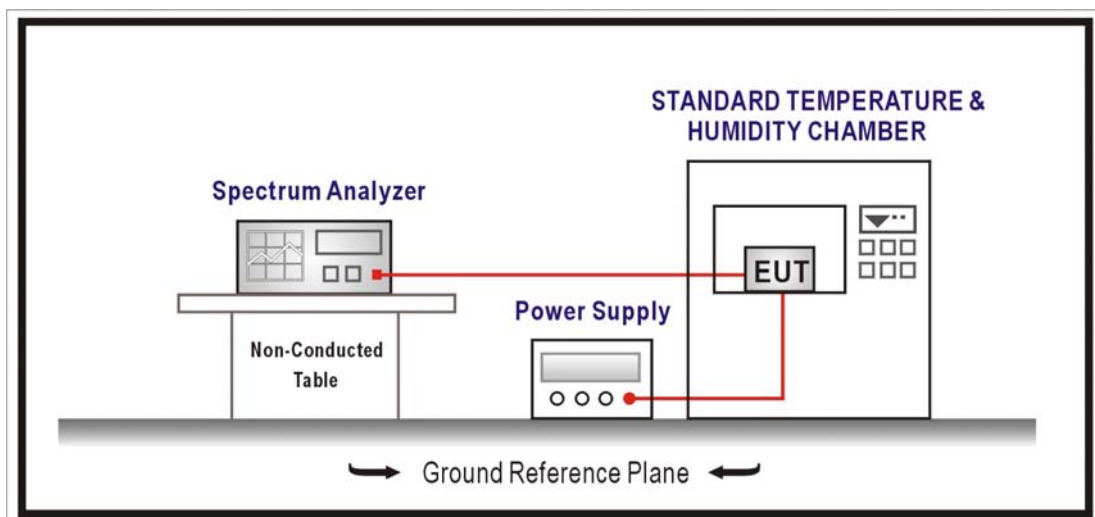 STANDARD TEMPERATURE &
HUMIDITY CHAMBER
Spectrum Analyzer
EUT
Power Supply
Non-Conducted
Table
Ground Reference Plane